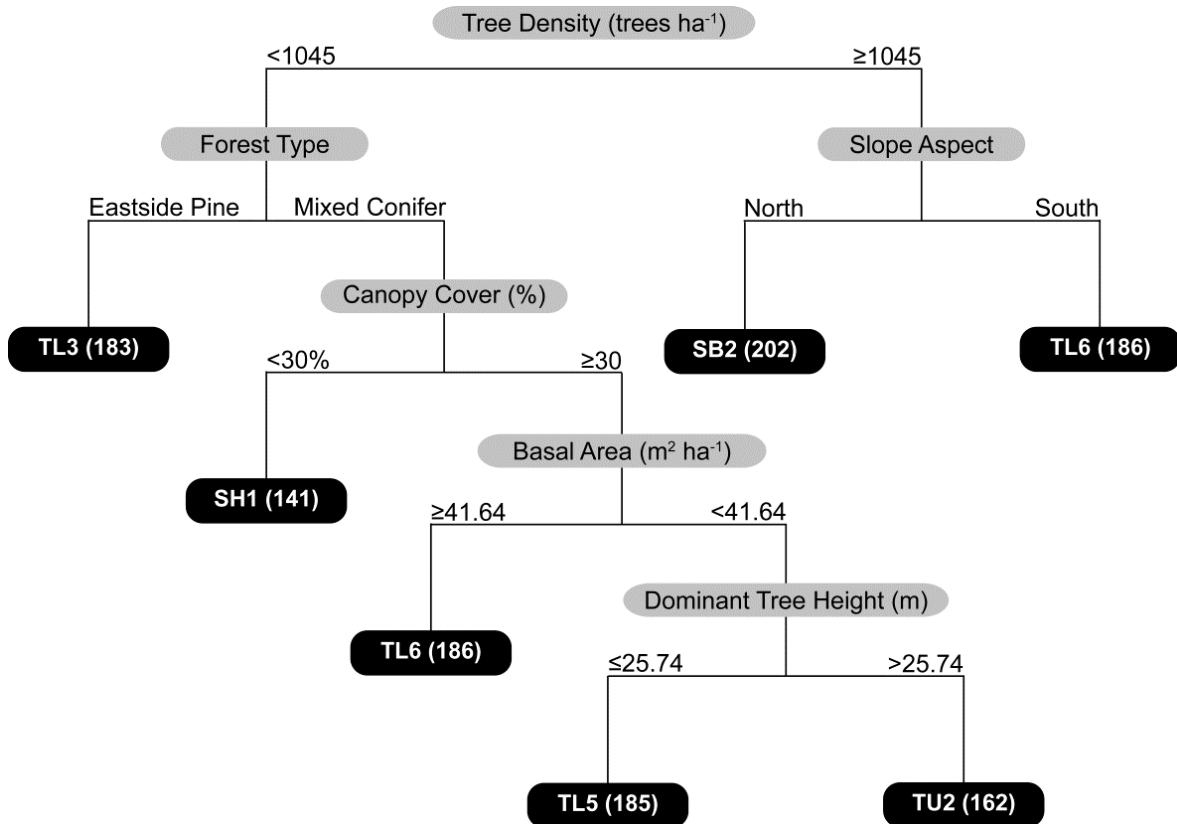 Tree Density (trees ha⁻¹)
<1045
≥1045
Forest Type
Slope Aspect
Eastside Pine
Mixed Conifer
North
South
Canopy Cover (%)
TL3 (183)
SB2 (202)
TL6 (186)
<30%
≥30
Basal Area (m² ha⁻¹)
SH1 (141)
≥41.64
<41.64
Dominant Tree Height (m)
TL6 (186)
≤25.74
>25.74
TL5 (185)
TU2 (162)